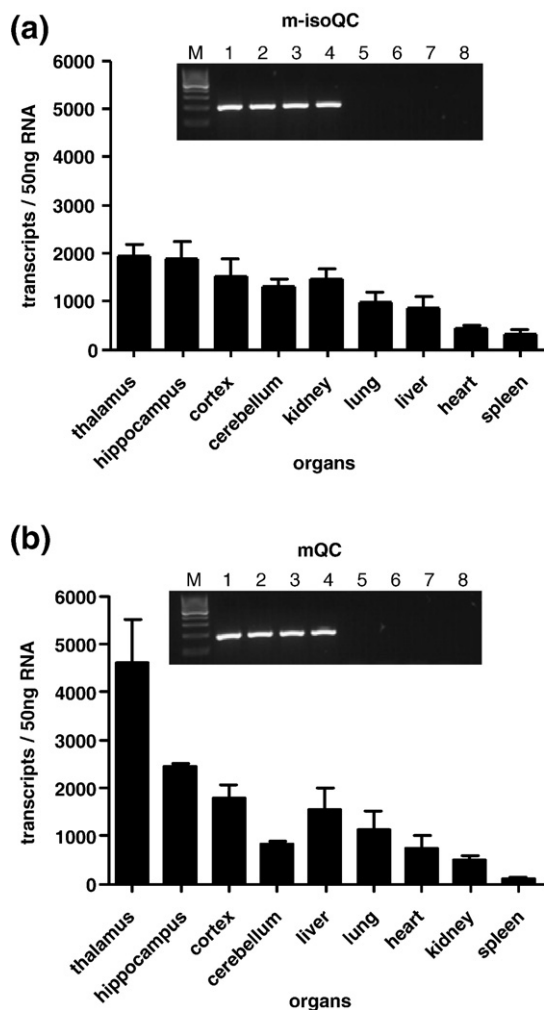 (a)
m-isoQC
M 1 2 3 4 5 6 7 8
6000
5000
4000
3000
2000
1000
0
transcripts / 50ng RNA
thalamus
hippocampus
cortex
cerebellum
kidney
lung
liver
heart
spleen
organs
(b)
mQC
M 1 2 3 4 5 6 7 8
6000
5000
4000
3000
2000
1000
0
transcripts / 50ng RNA
thalamus
hippocampus
cortex
cerebellum
liver
lung
heart
kidney
spleen
organs